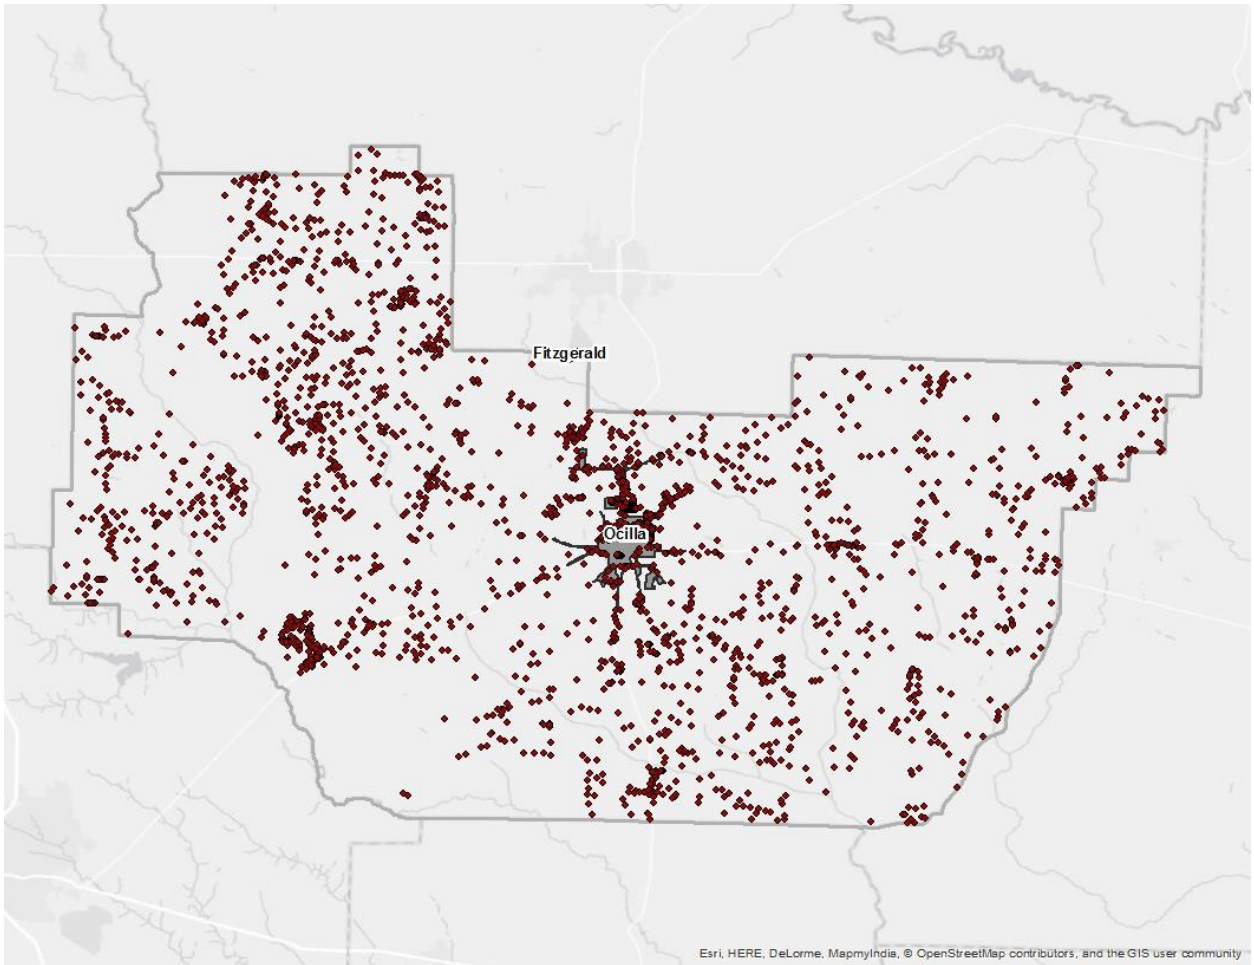 Fitzgerald
Ocilla
Esri, HERE, DeLorme, MapmyIndia, © OpenStreetMap contributors, and the GIS user community